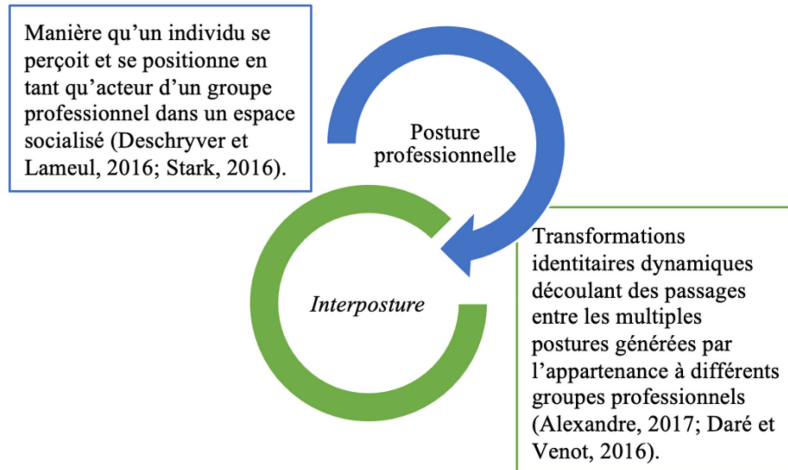 Manière qu’un individu se
perçoit et se positionne en
tant qu’acteur d’un groupe
professionnel dans un espace
socialisé (Deschryver et
Lameul, 2016; Stark, 2016).
Posture
professionnelle
Interposture
Transformations
identitaires dynamiques
découlant des passages
entre les multiples
postures générées par
l’appartenance à différents
groupes professionnels
(Alexandre, 2017; Daré et
Venot, 2016).